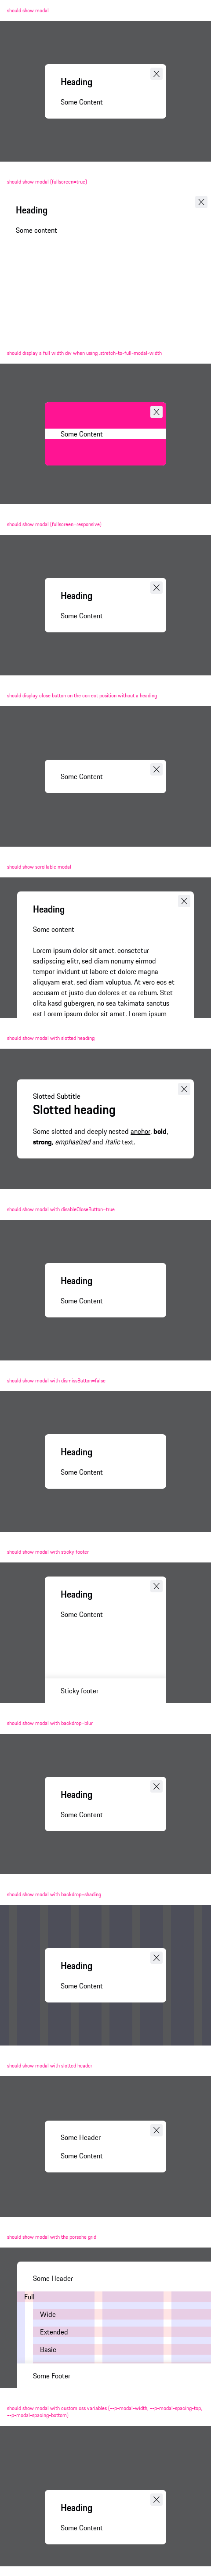 should show modal
Heading
Some Content
should show modal (fullscreen=true)
Heading
Some content
should display a full width div when using .stretch-to-full-modal-width
Some Content
should show modal (fullscreen=responsive)
Heading
Some Content
should display close button on the correct position without a heading
Some Content
should show scrollable modal
Heading
Some content
Lorem ipsum dolor sit amet, consetetur
sadipscing elitr, sed diam nonumy eirmod
tempor invidunt ut labore et dolore magna
aliquyam erat, sed diam voluptua. At vero eos et
accusam et justo duo dolores et ea rebum. Stet
clita kasd gubergren, no sea takimata sanctus
est Lorem ipsum dolor sit amet. Lorem ipsum
should show modal with slotted heading
Slotted Subtitle
Slotted heading
Some slotted and deeply nested anchor, bold,
strong, emphasized and italic text.
should show modal with disableCloseButton=true
Heading
Some Content
should show modal with dismissButton=false
Heading
Some Content
should show modal with sticky footer
Heading
Some Content
Sticky footer
should show modal with backdrop=blur
Heading
Some Content
should show modal with backdrop=shading
Heading
Some Content
should show modal with slotted header
Some Header
Some Content
should show modal with the porsche grid
Some Header
Full
Wide
Extended
Basic
Some Footer
should show modal with custom css variables (--p-modal-width, --p-modal-spacing-top,
--p-modal-spacing-bottom)
Heading
Some Content